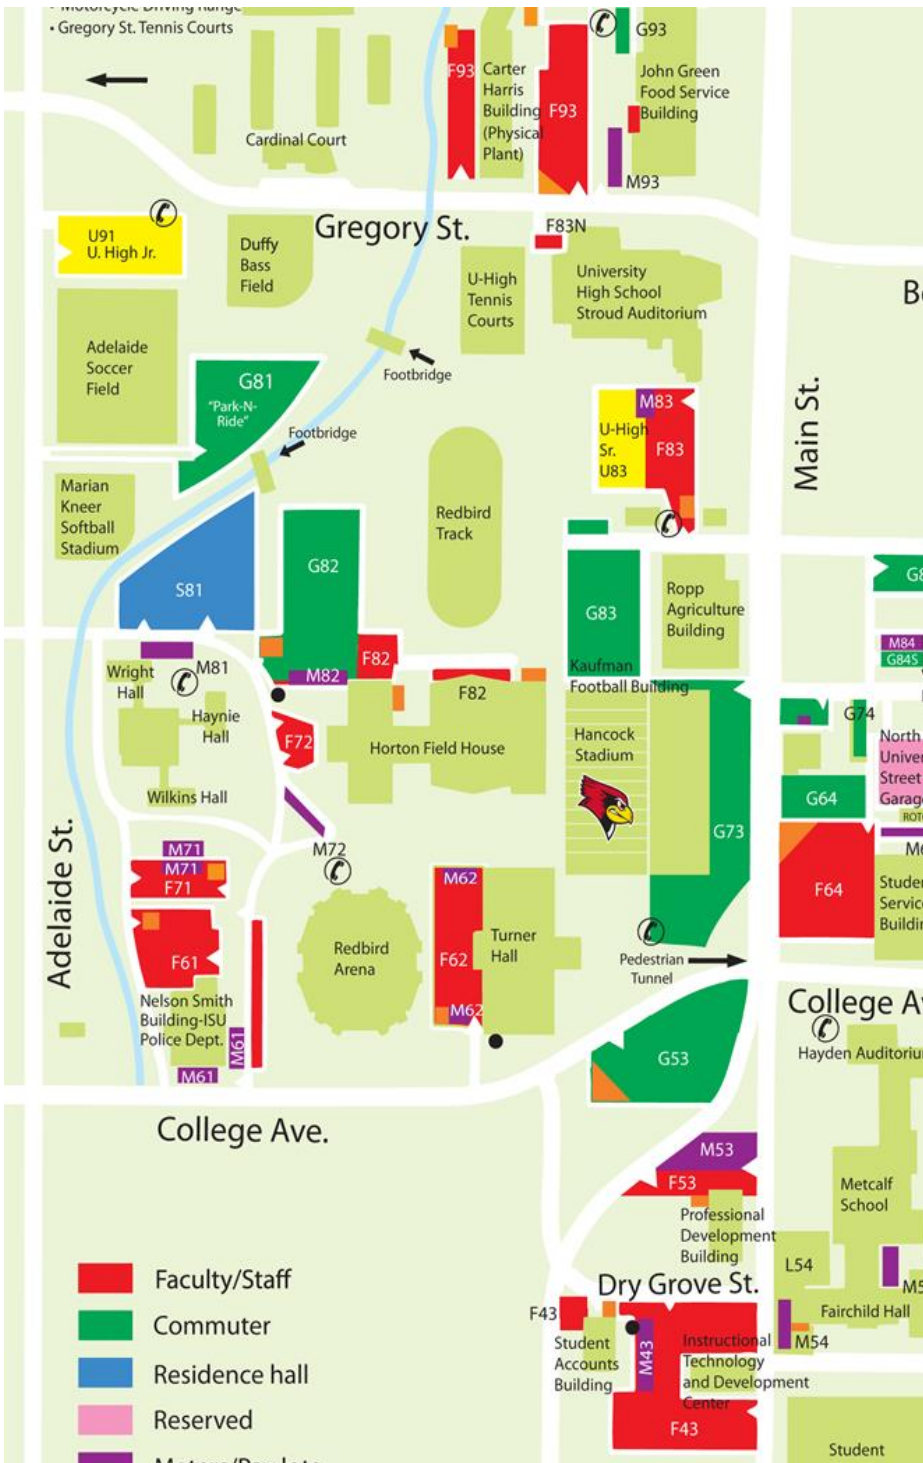 • Motorcycle Driving Range
• Gregory St. Tennis Courts
G93
F93
Carter
Harris
Building
(Physical
Plant)
F93
John Green
Food Service
Building
Cardinal Court
M93
Gregory St.
F83N
U91
U. High Jr.
Duffy
Bass
Field
U-High
Tennis
Courts
University
High School
Stroud Auditorium
Adelaide
Soccer
Field
G81
"Park-N-
Ride"
Footbridge
Footbridge
Main St.
M83
U-High
Sr.
U83
F83
Marian
Kneer
Softball
Stadium
Redbird
Track
G82
S81
G83
Ropp
Agriculture
Building
M84
G84S
Wright
Hall
M81
M82
F82
F82
Kaufman
Football Building
Haynie
Hall
F72
Horton Field House
Hancock
Stadium
G74
North
Street
Wilkins Hall
G64
G73
M72
M71
M71
F71
M62
F64
Adelaide St.
F61
Redbird
Arena
F62
Turner
Hall
Pedestrian
Tunnel
Nelson Smith
Building-ISU
Police Dept.
M61
M61
M62
G53
College
Hayden
College Ave.
M53
F53
Metcalf
School
Professional
Development
Building
L54
Faculty/Staff
Dry Grove St.
F43
Fairchild Hall
M54
Commuter
Student
Accounts
Building
M43
Instructional
Technology
and Development
Center
Residence hall
Reserved
F43
Student